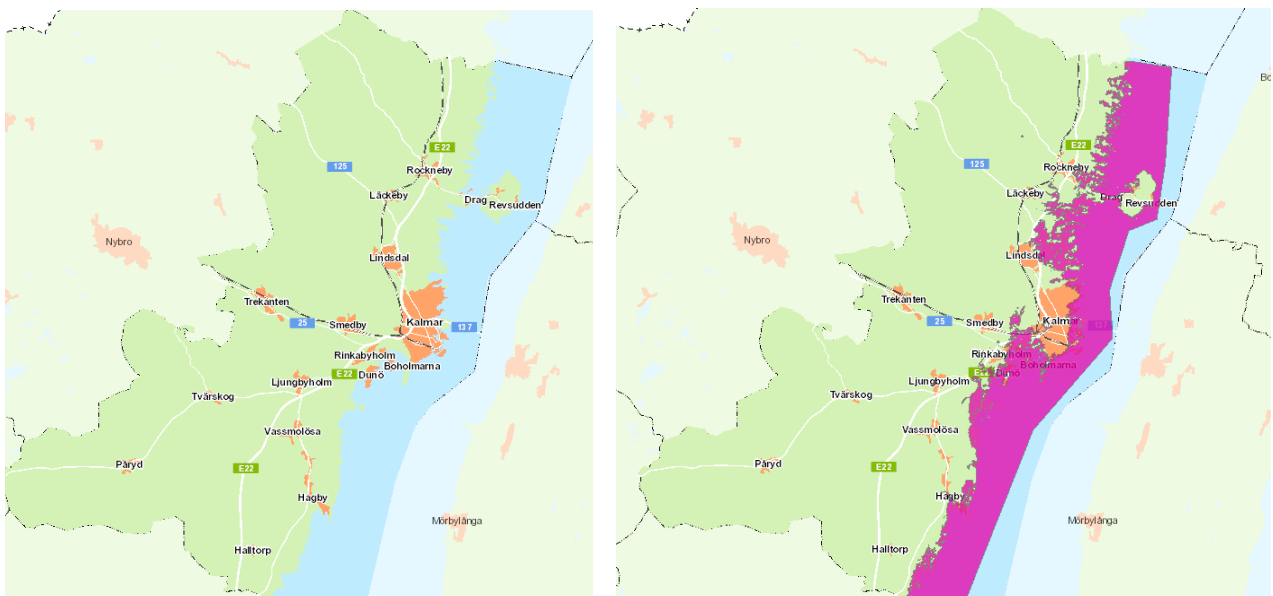 E22
125
Rockneby
Läckeby
Drag
Revsudden
Nybro
Lindsdal
Trekanten
25
Smedby
Kalmar
137
Rinkabyholm
Boholmarna
E22
Dunö
Ljungbyholm
Tvärskog
Vassmolösa
Påryd
E22
Hagby
Mörbylånga
Halltorp
E22
125
Rockneby
Läckeby
Drag
Revsudden
Nybro
Lindsdal
Trekanten
25
Smedby
Kalmar
137
Rinkabyholm
Boholmarna
Dunö
Ljungbyholm
Tvärskog
Vassmolösa
Påryd
E22
Hagby
Mörbylånga
Halltorp